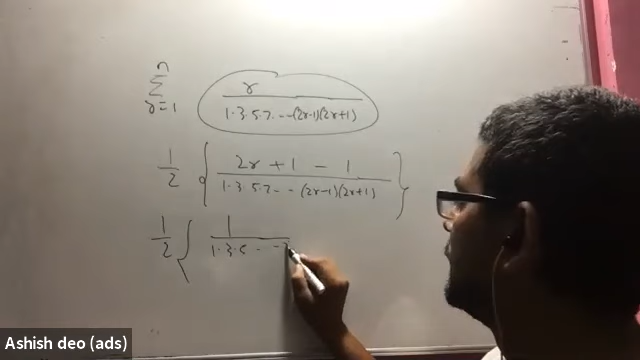 n
Σ r
r=1 1·3·5·7·---(2r-1)(2r+1)
1/2 { 2r + 1 - 1
1·3·5·7·--(2r-1)(2r+1) }
1/2 { 1
1·3·5·--
Ashish deo (ads)